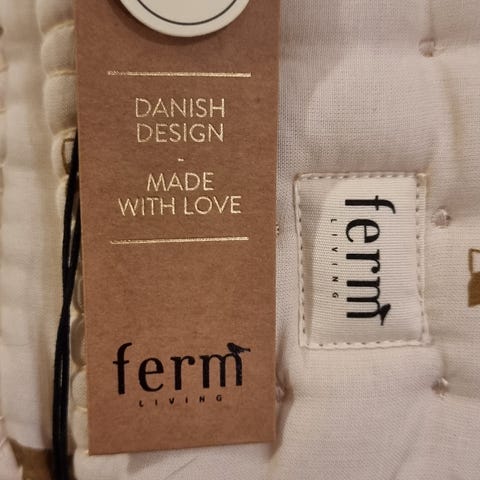 DANISH
DESIGN
-
MADE
WITH LOVE
ferm
LIVING
ferm
LIVING